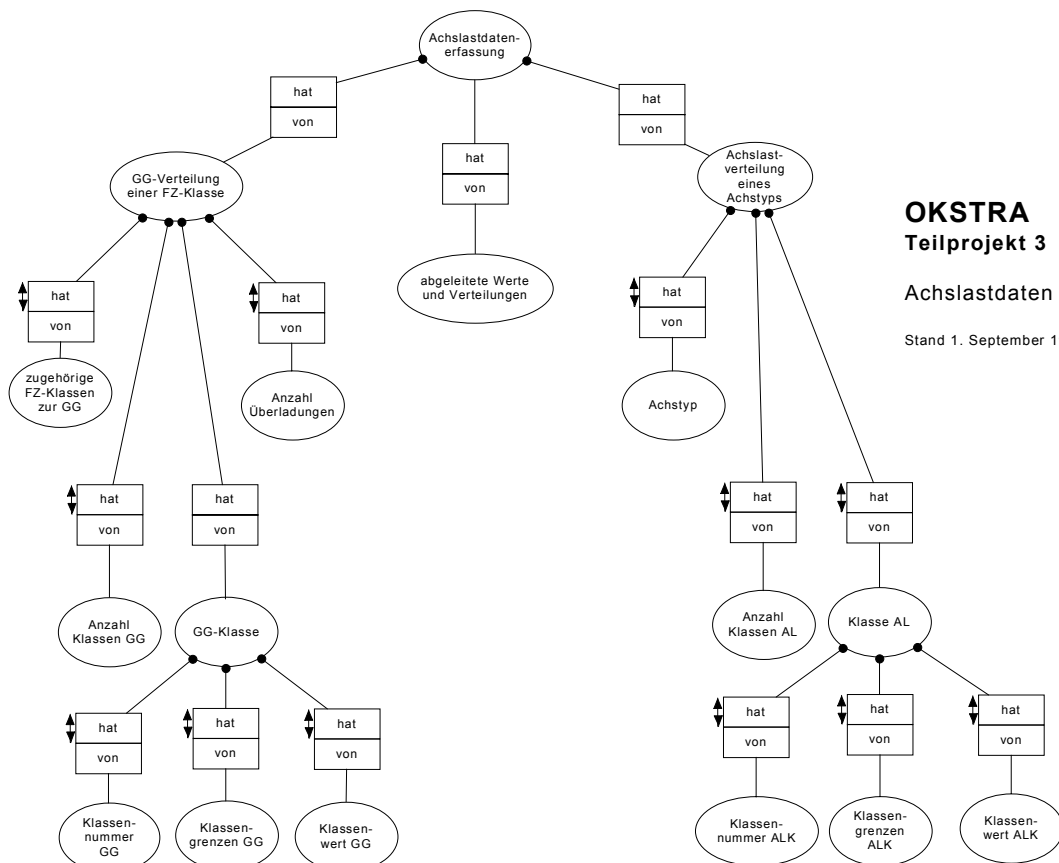 Achslastdaten-
erfassung
hat
von
hat
von
hat
von
GG-Verteilung
einer FZ-Klasse
Achslast-
verteilung
eines
Achstyps
OKSTRA
Teilprojekt 3
Achslastdaten
Stand 1. September 1
abgeleitete Werte
und Verteilungen
hat
von
hat
von
hat
von
zugehörige
FZ-Klassen
zur GG
Anzahl
Überladungen
Achstyp
hat
von
hat
von
hat
von
hat
von
Anzahl
Klassen GG
GG-Klasse
Anzahl
Klassen AL
Klasse AL
hat
von
hat
von
hat
von
hat
von
hat
von
hat
von
Klassen-
nummer
GG
Klassen-
grenzen GG
Klassen-
wert GG
Klassen-
nummer ALK
Klassen-
grenzen
ALK
Klassen-
wert ALK